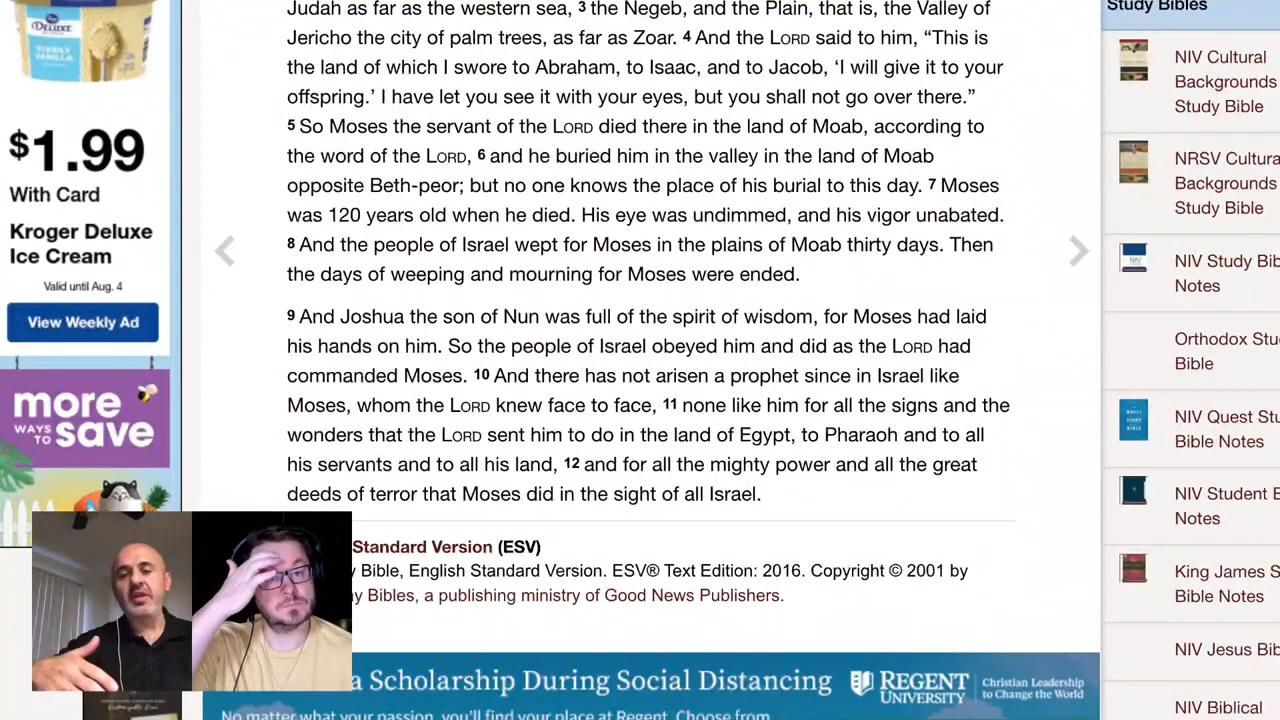 DELUXE
VIVIDLY
VANILLA
$1.99
With Card
Kroger Deluxe
Ice Cream
Valid until Aug. 4
View Weekly Ad
more
WAYS TO save
Judah as far as the western sea, 3 the Negeb, and the Plain, that is, the Valley of
Jericho the city of palm trees, as far as Zoar. 4 And the LORD said to him, “This is
the land of which I swore to Abraham, to Isaac, and to Jacob, ‘I will give it to your
offspring.’ I have let you see it with your eyes, but you shall not go over there.”
5 So Moses the servant of the LORD died there in the land of Moab, according to
the word of the LORD, 6 and he buried him in the valley in the land of Moab
opposite Beth-peor; but no one knows the place of his burial to this day. 7 Moses
was 120 years old when he died. His eye was undimmed, and his vigor unabated.
8 And the people of Israel wept for Moses in the plains of Moab thirty days. Then
the days of weeping and mourning for Moses were ended.
9 And Joshua the son of Nun was full of the spirit of wisdom, for Moses had laid
his hands on him. So the people of Israel obeyed him and did as the LORD had
commanded Moses. 10 And there has not arisen a prophet since in Israel like
Moses, whom the LORD knew face to face, 11 none like him for all the signs and the
wonders that the LORD sent him to do in the land of Egypt, to Pharaoh and to all
his servants and to all his land, 12 and for all the mighty power and all the great
deeds of terror that Moses did in the sight of all Israel.
Standard Version (ESV)
y Bible, English Standard Version. ESV® Text Edition: 2016. Copyright © 2001 by
ay Bibles, a publishing ministry of Good News Publishers.
a Scholarship During Social Distancing
REGENT
UNIVERSITY
Christian Leadership
to Change the World
No matter what your passion, you'll find your place at Regent. Choose from
Study Bibles
NIV Cultural
Backgrounds
Study Bible
NRSV Cultura
Backgrounds
Study Bible
NIV Study Bib
Notes
Orthodox Stu
Bible
NIV Quest Stu
Bible Notes
NIV Student B
Notes
King James S
Bible Notes
NIV Jesus Bib
NIV Biblical